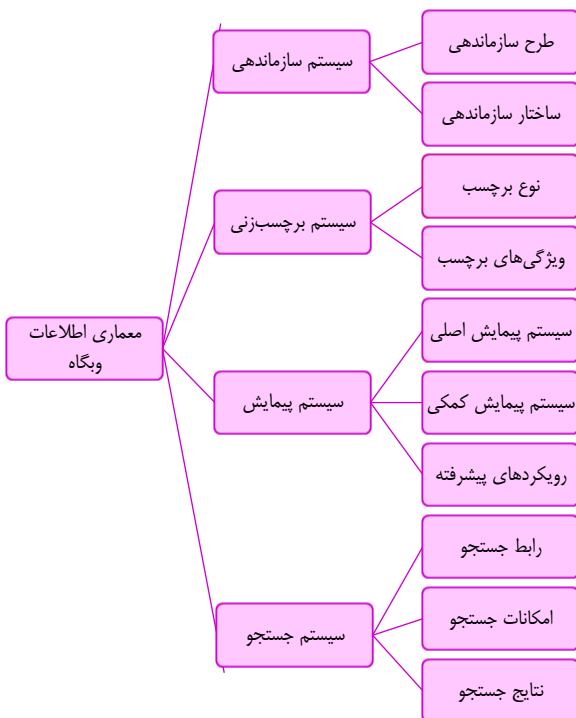 معماری اطلاعات
وبگاه
سیستم سازماندهی
طرح سازماندهی
ساختار سازماندهی
سیستم برچسب‌زنی
نوع برچسب
ویژگی‌های برچسب
سیستم پیمایش
سیستم پیمایش اصلی
سیستم پیمایش کمکی
رویکردهای پیشرفته
سیستم جستجو
رابط جستجو
امکانات جستجو
نتایج جستجو